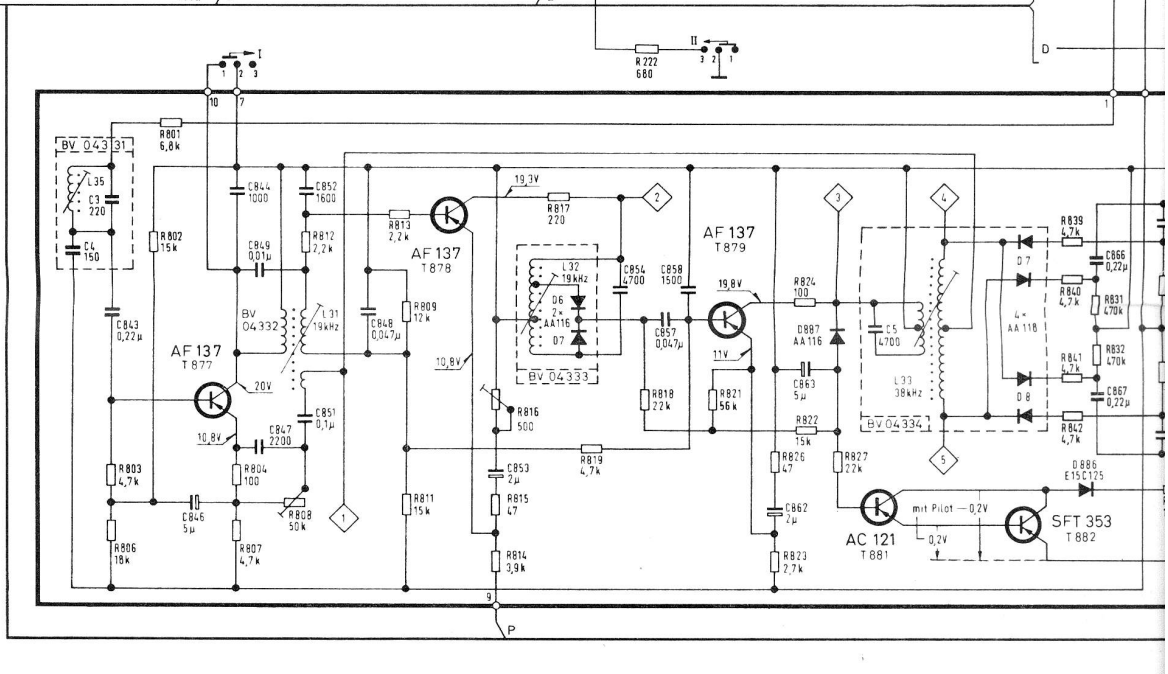 I
1 2 3
II
3 2 1
R222
680
D
10
7
1
BV 04331
R801
6,8k
L35
C3
220
C4
150
C844
1000
C852
1600
R802
15k
C849
0,01µ
R812
2,2k
R813
2,2k
AF 137
T878
19,3V
R817
220
2
AF 137
T879
3
4
R839
4,7k
D7
C866
0,22µ
R840
4,7k
R831
470k
4×
AA 118
R832
470k
R841
4,7k
D8
C867
0,22µ
R842
4,7k
BV
04332
L31
19kHz
C848
0,047µ
R809
12k
C843
0,22µ
AF 137
T877
20V
10,8V
10,8V
L32
19kHz
D6
2×
AA116
D7
BV 04333
C854
4700
C858
1500
C857
0,047µ
19,8V
11V
R824
100
D887
AA 116
C5
4700
L33
38kHz
BV 04334
C863
5µ
R818
22k
R821
56k
R822
15k
R816
500
C851
0,1µ
C847
2200
R803
4,7k
R804
100
C846
5µ
R808
50k
1
R811
15k
C853
2µ
R815
47
R819
4,7k
R826
47
R827
22k
5
D886
E15C125
C862
2µ
mit Pilot — 0,2V
0,2V
AC 121
T881
SFT 353
T882
R806
18k
R807
4,7k
R814
3,9k
R823
2,7k
9
P